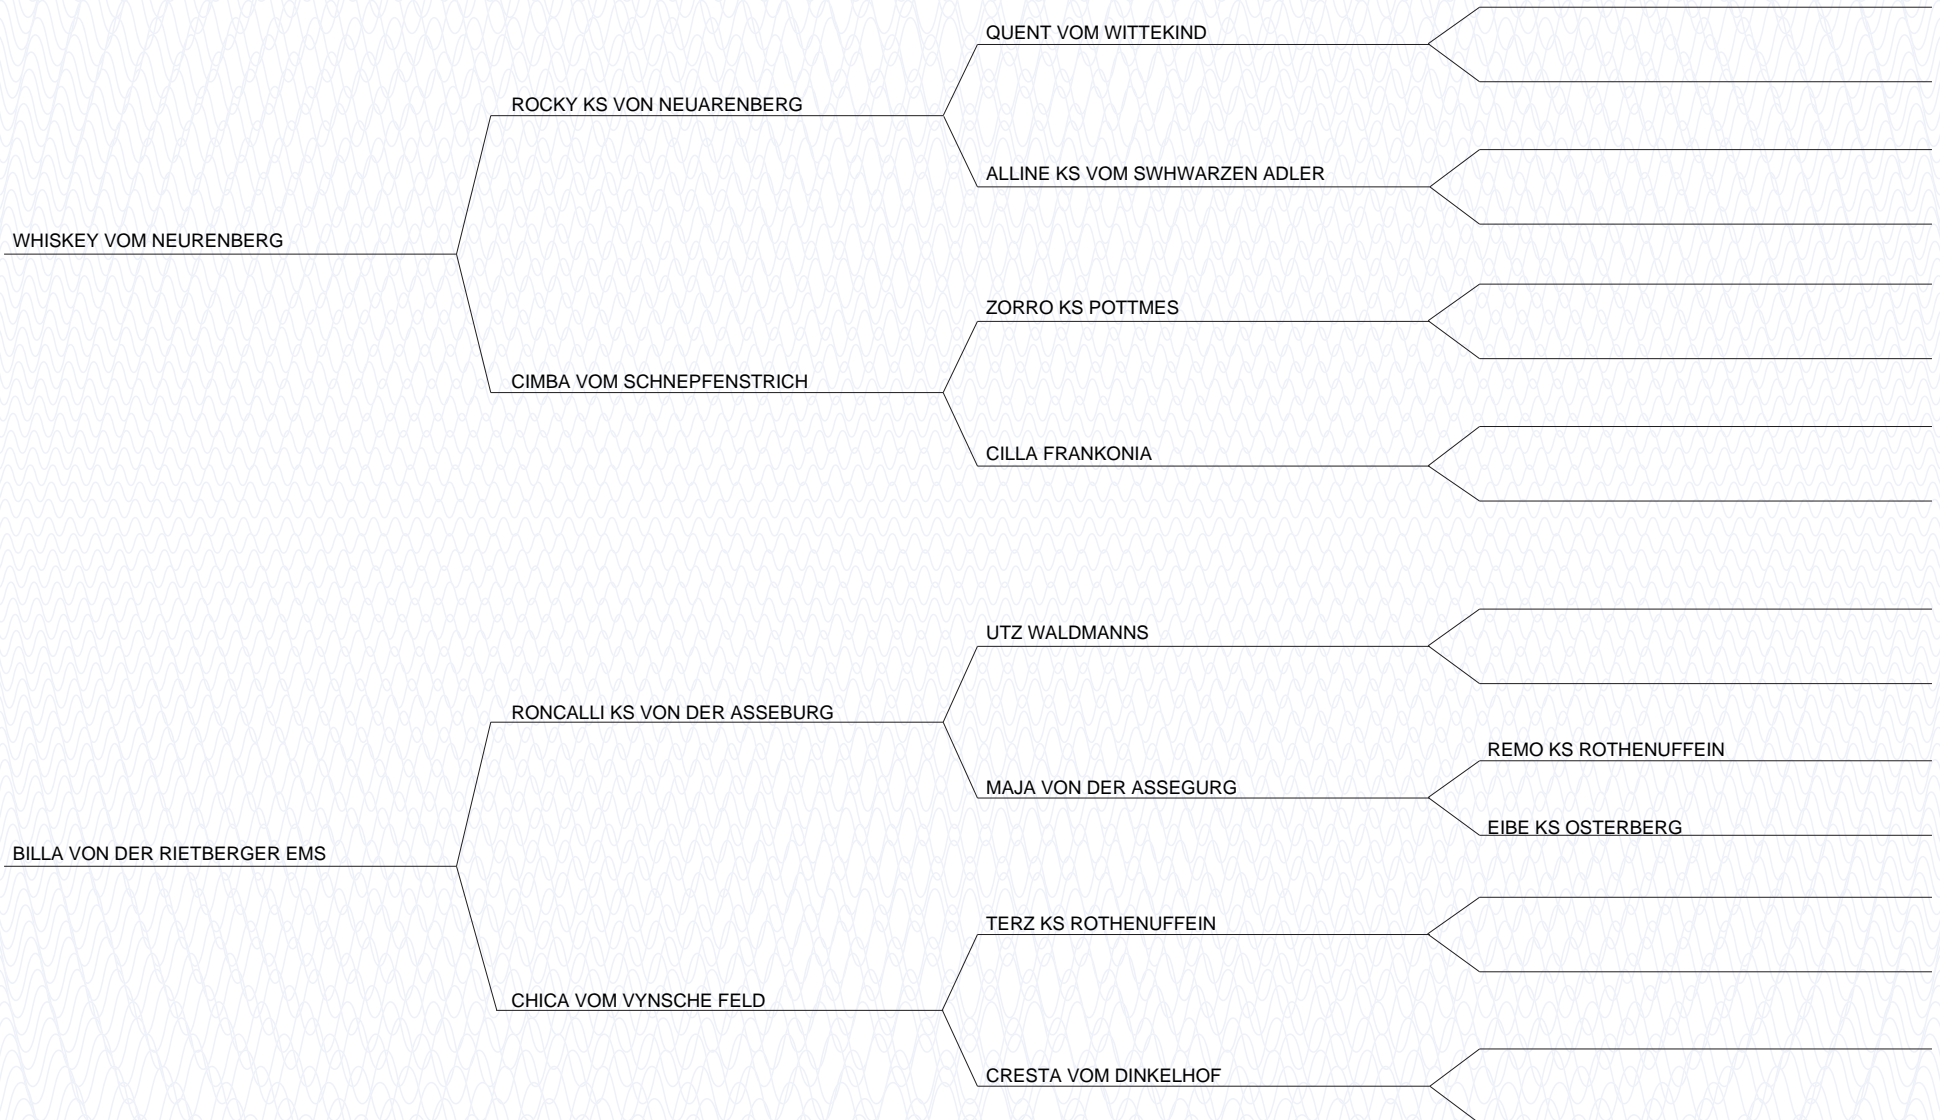 QUENT VOM WITTEKIND
ROCKY KS VON NEUARENBERG
ALLINE KS VOM SWHWARZEN ADLER
WHISKEY VOM NEURENBERG
ZORRO KS POTTMES
CIMBA VOM SCHNEPFENSTRICH
CILLA FRANKONIA
UTZ WALDMANNS
RONCALLI KS VON DER ASSEBURG
REMO KS ROTHENUFFEIN
MAJA VON DER ASSEGURG
EIBE KS OSTERBERG
BILLA VON DER RIETBERGER EMS
TERZ KS ROTHENUFFEIN
CHICA VOM VYNSCHE FELD
CRESTA VOM DINKELHOF